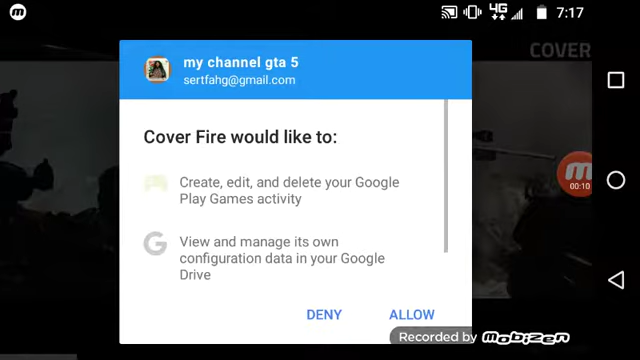 4G 7:17
COVER
my channel gta 5
sertfahg@gmail.com
Cover Fire would like to:
Create, edit, and delete your Google
Play Games activity
00:10
View and manage its own
configuration data in your Google
Drive
DENY ALLOW
Recorded by mobizen